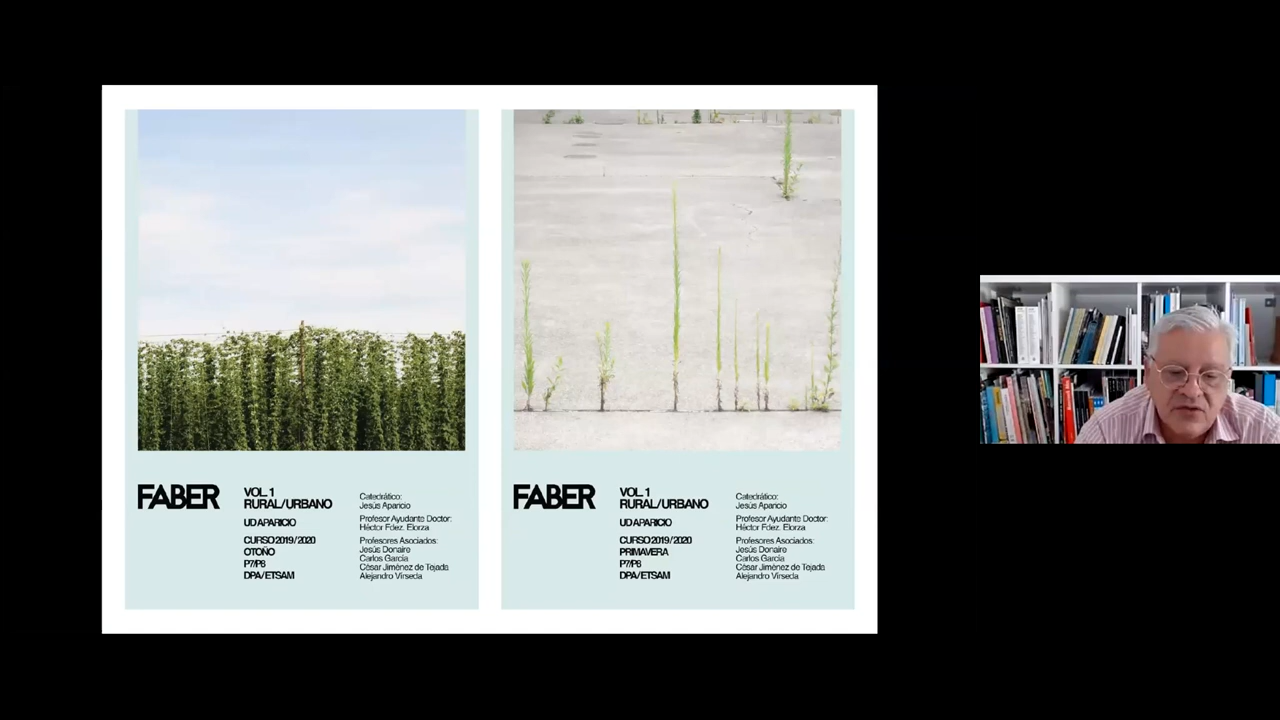 FABER
VOL. 1
RURAL/URBANO
UD APARICIO
CURSO 2019/2020
OTOÑO
P7/P8
DPA/ETSAM
Catedrático:
Jesús Aparicio
Profesor Ayudante Doctor:
Héctor Fdez. Elorza
Profesores Asociados:
Jesús Donaire
Carlos García
César Jiménez de Tejada
Alejandro Vírseda
FABER
VOL. 1
RURAL/URBANO
UD APARICIO
CURSO 2019/2020
PRIMAVERA
P7/P8
DPA/ETSAM
Catedrático:
Jesús Aparicio
Profesor Ayudante Doctor:
Héctor Fdez. Elorza
Profesores Asociados:
Jesús Donaire
Carlos García
César Jiménez de Tejada
Alejandro Vírseda